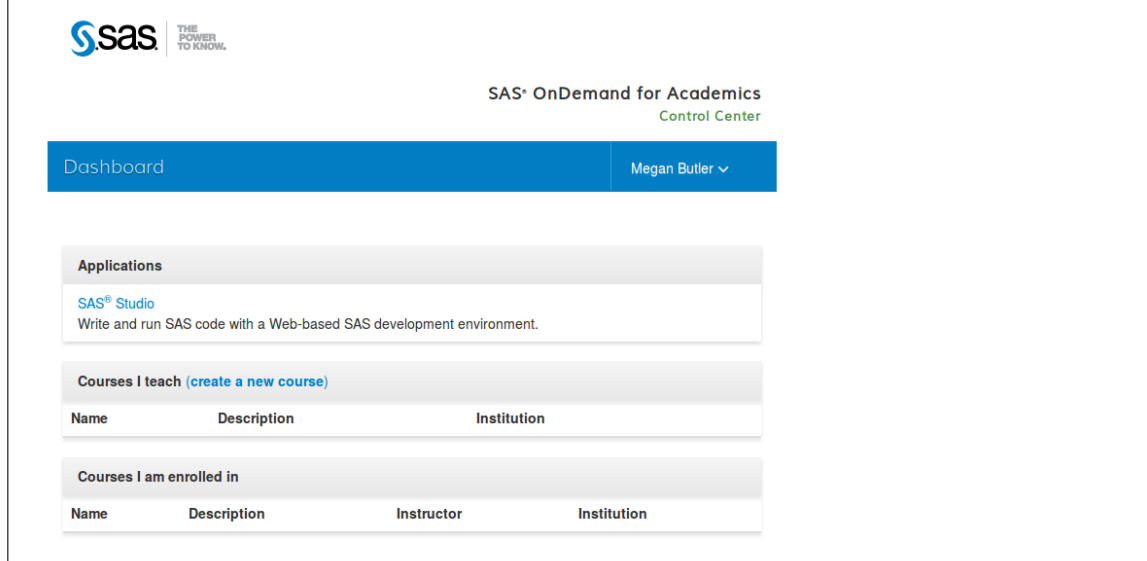 sas THE
POWER
TO KNOW.
SAS® OnDemand for Academics
Control Center
Dashboard Megan Butler
Applications
SAS® Studio
Write and run SAS code with a Web-based SAS development environment.
Courses I teach (create a new course)
Name Description Institution
Courses I am enrolled in
Name Description Instructor Institution